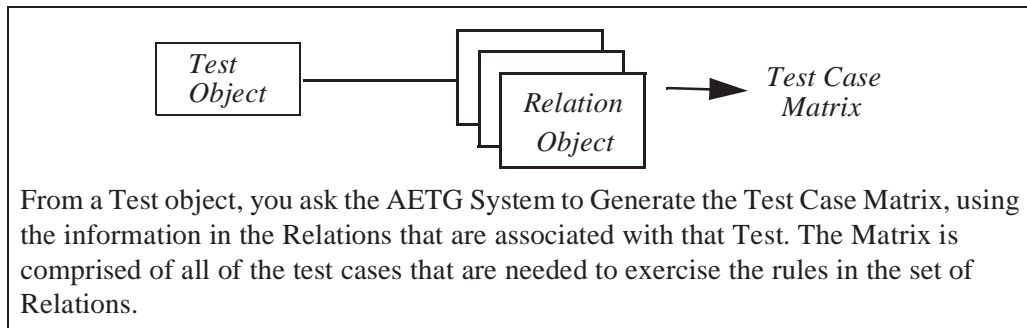 Test
Object
Relation
Object
Test Case
Matrix
From a Test object, you ask the AETG System to Generate the Test Case Matrix, using
the information in the Relations that are associated with that Test. The Matrix is
comprised of all of the test cases that are needed to exercise the rules in the set of
Relations.